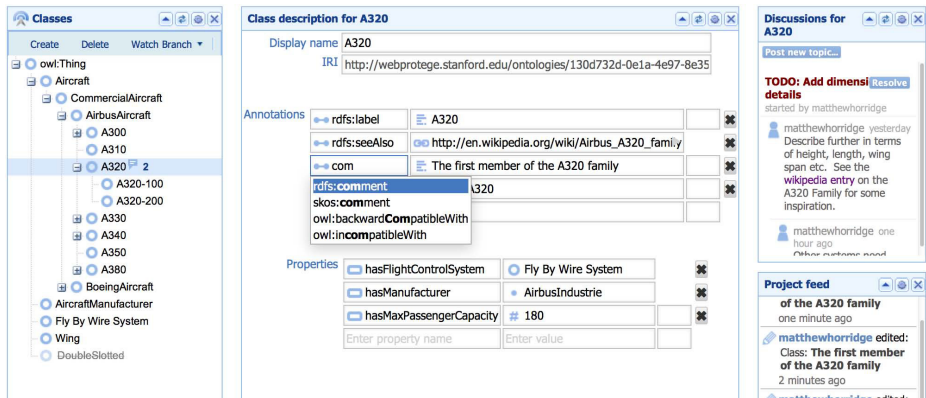 Classes
Create Delete Watch Branch
owl:Thing
Aircraft
CommercialAircraft
AirbusAircraft
A300
A310
A320 2
A320-100
A320-200
A330
A340
A350
A380
BoeingAircraft
AircraftManufacturer
Fly By Wire System
Wing
DoubleSlotted
Class description for A320
Display name A320
IRI http://webprotege.stanford.edu/ontologies/130d732d-0e1a-4e97-8e35
Annotations rdfs:label A320
rdfs:seeAlso http://en.wikipedia.org/wiki/Airbus_A320_family
com The first member of the A320 family
rdfs:comment A320
skos:comment
owl:backwardCompatibleWith
owl:incompatibleWith
Properties hasFlightControlSystem Fly By Wire System
hasManufacturer AirbusIndustrie
hasMaxPassengerCapacity # 180
Enter property name Enter value
Discussions for
A320
Post new topic...
TODO: Add dimensi Resolve
details
started by matthewhorridge
matthewhorridge yesterday
Describe further in terms
of height, length, wing
span etc. See the
wikipedia entry on the
A320 Family for some
inspiration.
matthewhorridge one
hour ago
Other systems need
Project feed
of the A320 family
one minute ago
matthewhorridge edited:
Class: The first member
of the A320 family
2 minutes ago
matthewhorridge edited: